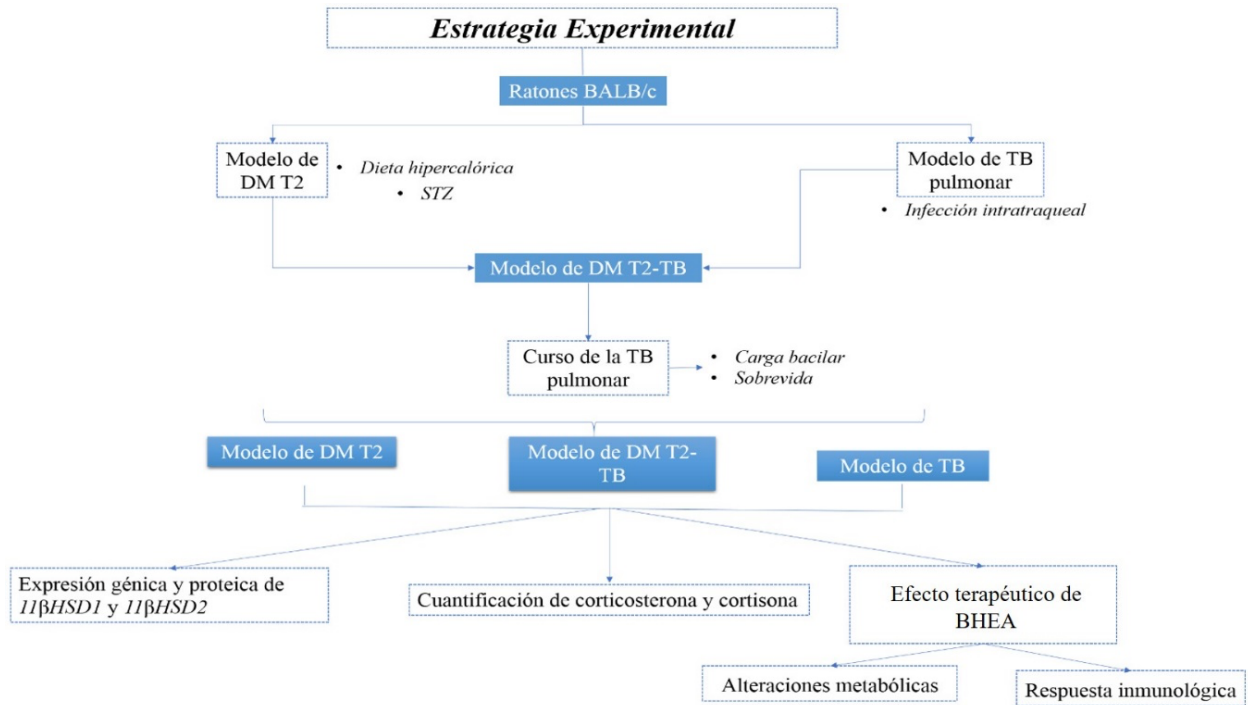 Estrategia Experimental
Ratones BALB/c
Modelo de
DM T2
• Dieta hipercalórica
• STZ
Modelo de TB
pulmonar
• Infección intratraqueal
Modelo de DM T2-TB
Curso de la TB
pulmonar
• Carga bacilar
• Sobrevida
Modelo de DM T2
Modelo de DM T2-
TB
Modelo de TB
Expresión génica y proteica de
11βHSD1 y 11βHSD2
Cuantificación de corticosterona y cortisona
Efecto terapéutico de
BHEA
Alteraciones metabólicas
Respuesta inmunológica